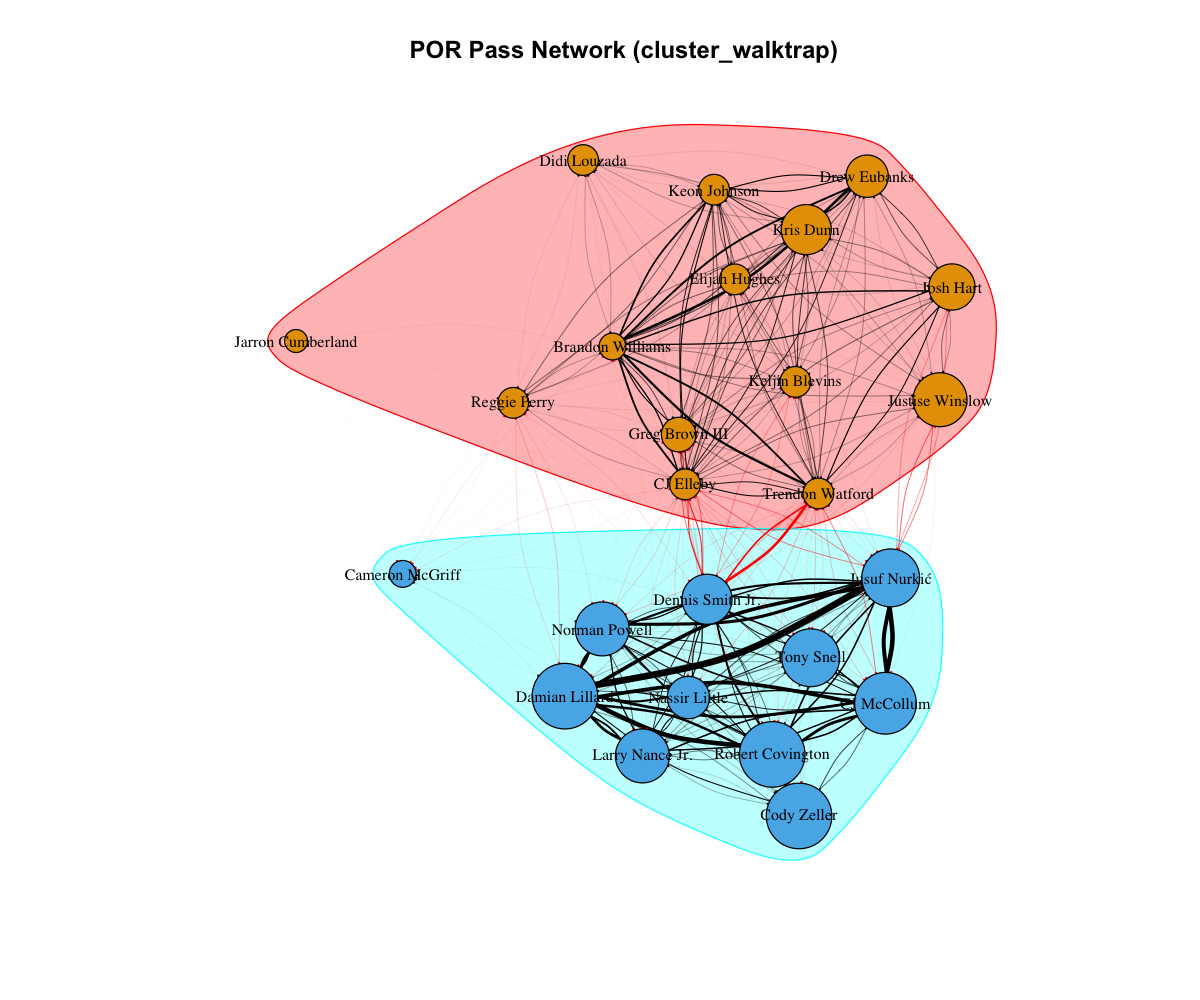 POR Pass Network (cluster_walktrap)
Didi Louzada
Drew Eubanks
Keon Johnson
Kris Dunn
Elijah Hughes
Josh Hart
Jarron Cumberland
Brandon Williams
Keljin Blevins
Reggie Perry
Justise Winslow
Greg Brown III
CJ Elleby
Trendon Watford
Cameron McGriff
Jusuf Nurkić
Dennis Smith Jr.
Norman Powell
Tony Snell
Damian Lillard
Nassir Little
CJ McCollum
Larry Nance Jr.
Robert Covington
Cody Zeller